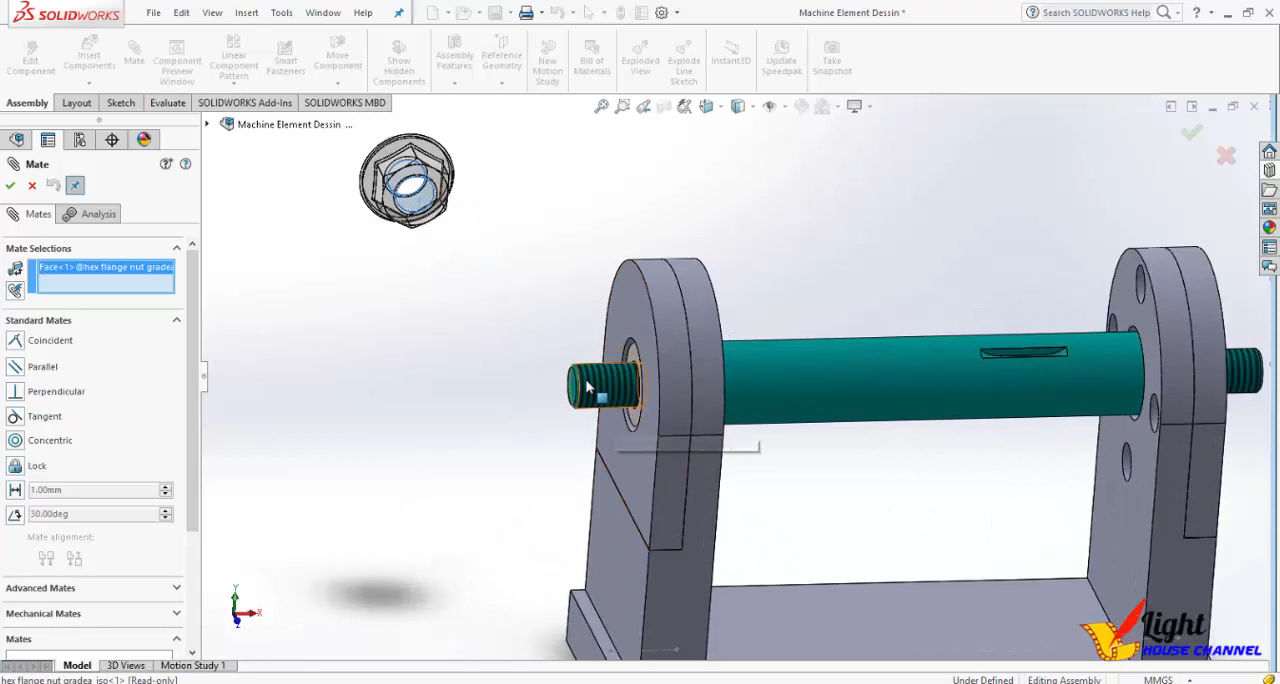 SOLIDWORKS File Edit View Insert Tools Window Help Machine Element Dessin * Search SOLIDWORKS Help
Edit Component
Insert Components
Mate
Component Preview Window
Linear Component Pattern
Smart Fasteners
Move Component
Show Hidden Components
Assembly Features
Reference Geometry
New Motion Study
Bill of Materials
Exploded View
Explode Line Sketch
Instant3D
Update Speedpak
Take Snapshot
Assembly Layout Sketch Evaluate SOLIDWORKS Add-Ins SOLIDWORKS MBD
Machine Element Dessin ...
Mate
Mates Analysis
Mate Selections
Face<1>@hex flange nut gradea
Standard Mates
Coincident
Parallel
Perpendicular
Tangent
Concentric
Lock
1.00mm
30.00deg
Mate alignment:
Advanced Mates
Mechanical Mates
Mates
Y
X
Z
Light
HOUSE CHANNEL
Model 3D Views Motion Study 1
hex flange nut gradea_iso<1> [Read-only] Under Defined Editing Assembly MMGS